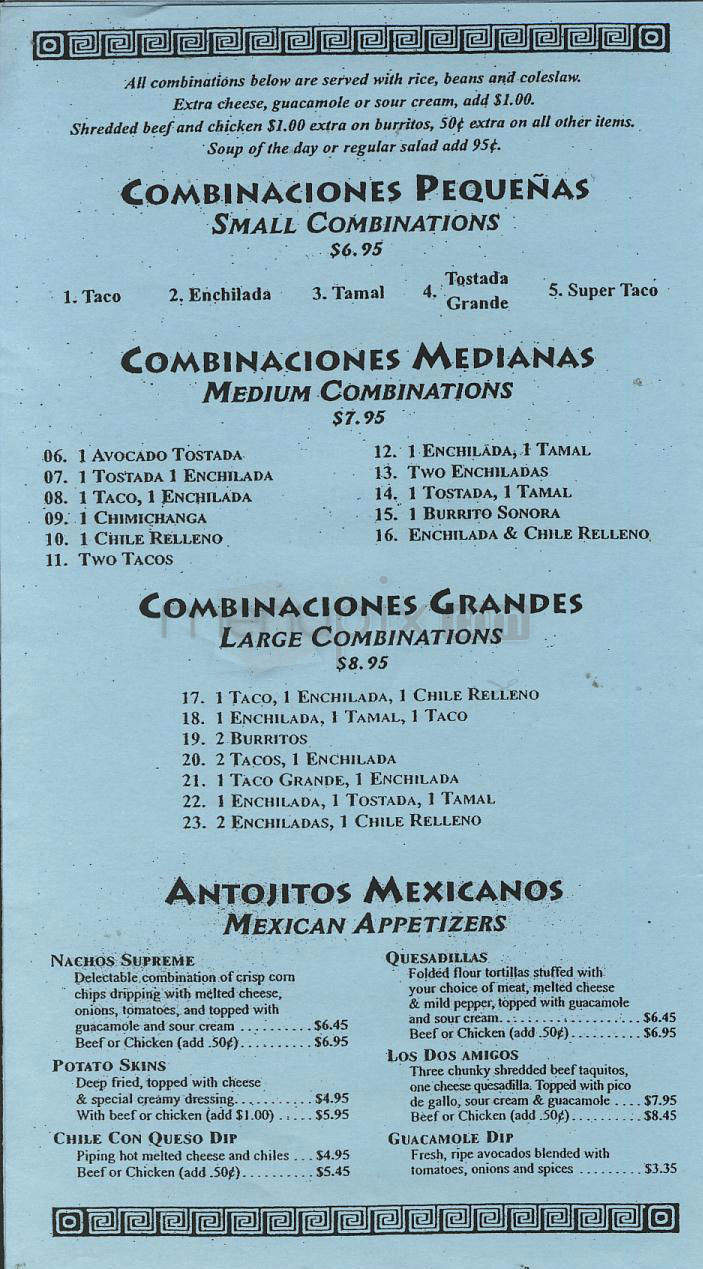 All combinations below are served with rice, beans and coleslaw.
Extra cheese, guacamole or sour cream, add $1.00.
Shredded beef and chicken $1.00 extra on burritos, 50¢ extra on all other items.
Soup of the day or regular salad add 95¢.
COMBINACIONES PEQUEÑAS
SMALL COMBINATIONS
$6.95
1. Taco 2. Enchilada 3. Tamal 4. Tostada Grande 5. Super Taco
COMBINACIONES MEDIANAS
MEDIUM COMBINATIONS
$7.95
06. 1 AVOCADO TOSTADA
07. 1 TOSTADA 1 ENCHILADA
08. 1 TACO, 1 ENCHILADA
09. 1 CHIMICHANGA
10. 1 CHILE RELLENO
11. TWO TACOS
12. 1 ENCHILADA, 1 TAMAL
13. TWO ENCHILADAS
14. 1 TOSTADA, 1 TAMAL
15. 1 BURRITO SONORA
16. ENCHILADA & CHILE RELLENO
COMBINACIONES GRANDES
LARGE COMBINATIONS
$8.95
17. 1 TACO, 1 ENCHILADA, 1 CHILE RELLENO
18. 1 ENCHILADA, 1 TAMAL, 1 TACO
19. 2 BURRITOS
20. 2 TACOS, 1 ENCHILADA
21. 1 TACO GRANDE, 1 ENCHILADA
22. 1 ENCHILADA, 1 TOSTADA, 1 TAMAL
23. 2 ENCHILADAS, 1 CHILE RELLENO
ANTOJITOS MEXICANOS
MEXICAN APPETIZERS
NACHOS SUPREME
Delectable combination of crisp corn
chips dripping with melted cheese,
onions, tomatoes, and topped with
guacamole and sour cream .......... $6.45
Beef or Chicken (add .50¢).......... $6.95
POTATO SKINS
Deep fried, topped with cheese
& special creamy dressing........... $4.95
With beef or chicken (add $1.00) ..... $5.95
CHILE CON QUESO DIP
Piping hot melted cheese and chiles ... $4.95
Beef or Chicken (add .50¢).......... $5.45
QUESADILLAS
Folded flour tortillas stuffed with
your choice of meat, melted cheese
& mild pepper, topped with guacamole
and sour cream..................... $6.45
Beef or Chicken (add .50¢)........... $6.95
LOS DOS AMIGOS
Three chunky shredded beef taquitos,
one cheese quesadilla. Topped with pico
de gallo, sour cream & guacamole .... $7.95
Beef or Chicken (add .50¢)........... $8.45
GUACAMOLE DIP
Fresh, ripe avocados blended with
tomatoes, onions and spices ......... $3.35